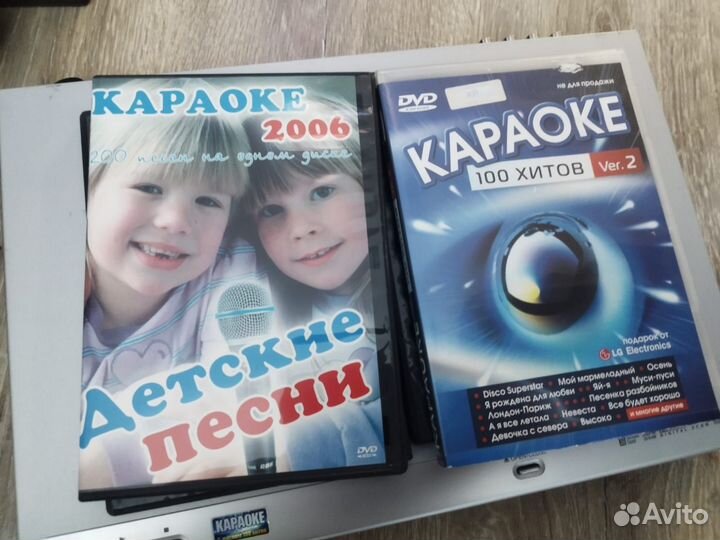 КАРАОКЕ
2006
200 песен на одном диске
Детские
песни
DVD
DVD
не для продажи
КАРАОКЕ
100 ХИТОВ Ver.2
подарок от
LG Electronics
Disco Superstar • Мой мармеладный • Осень
Я рождена для любви • Яй-я • Муси-пуси
Лондон-Париж • Песенка разбойников
А я все летала • Невеста • Все будет хорошо
Девочка с севера • Высоко • и многие другие
КАРАОКЕ
DIGITAL
Avito